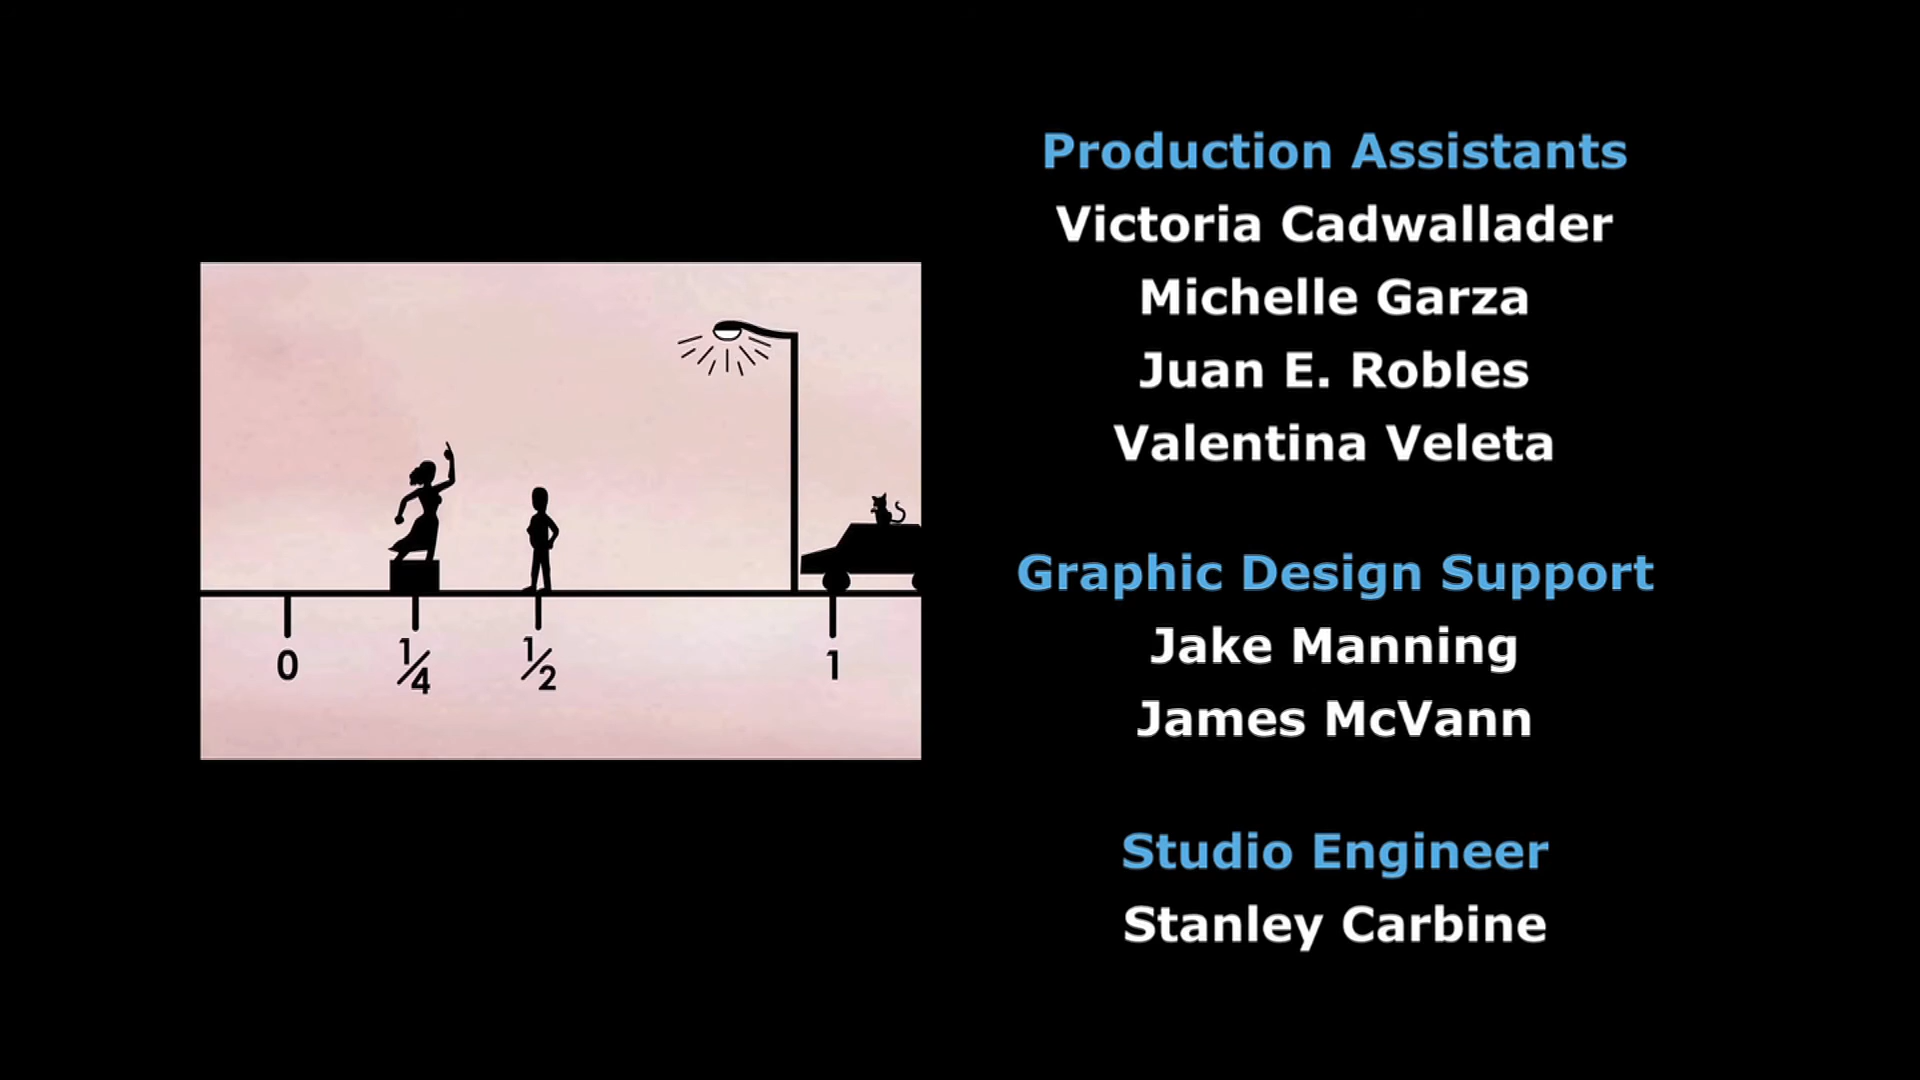 0 1/4 1/2 1
Production Assistants
Victoria Cadwallader
Michelle Garza
Juan E. Robles
Valentina Veleta
Graphic Design Support
Jake Manning
James McVann
Studio Engineer
Stanley Carbine